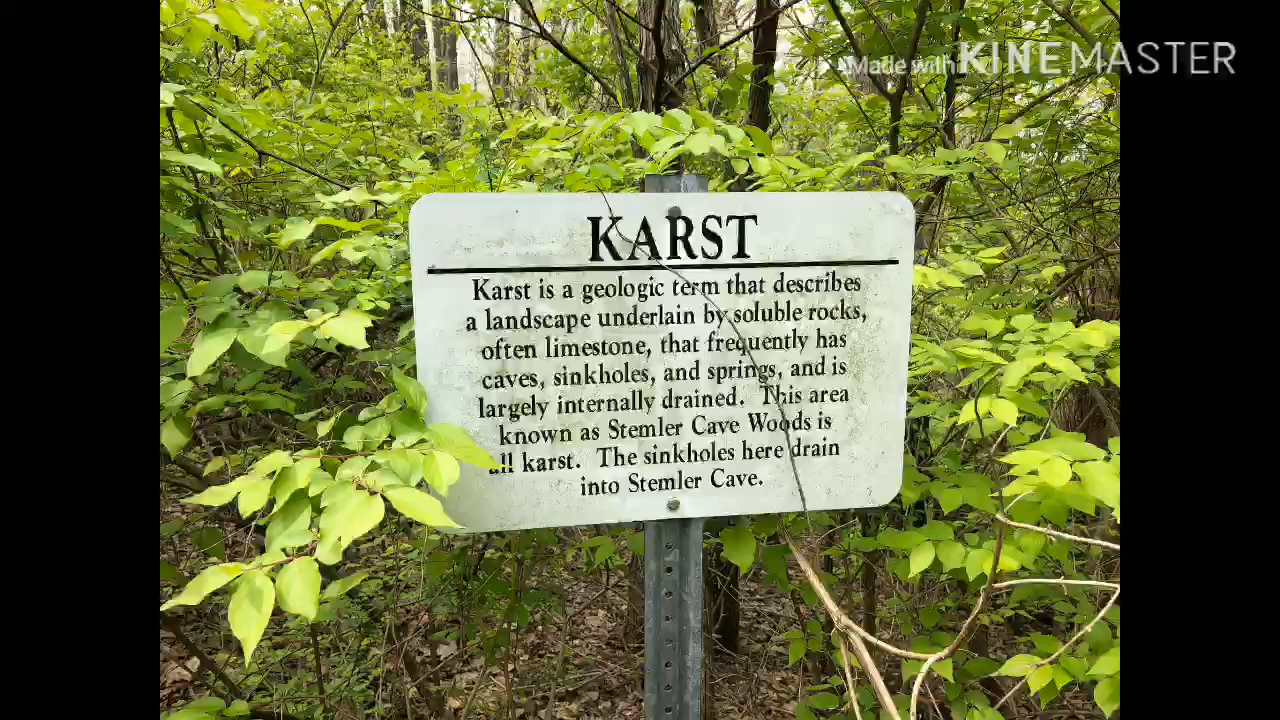 Made with KINEMASTER
KARST
Karst is a geologic term that describes
a landscape underlain by soluble rocks,
often limestone, that frequently has
caves, sinkholes, and springs, and is
largely internally drained. This area
known as Stemler Cave Woods is
all karst. The sinkholes here drain
into Stemler Cave.